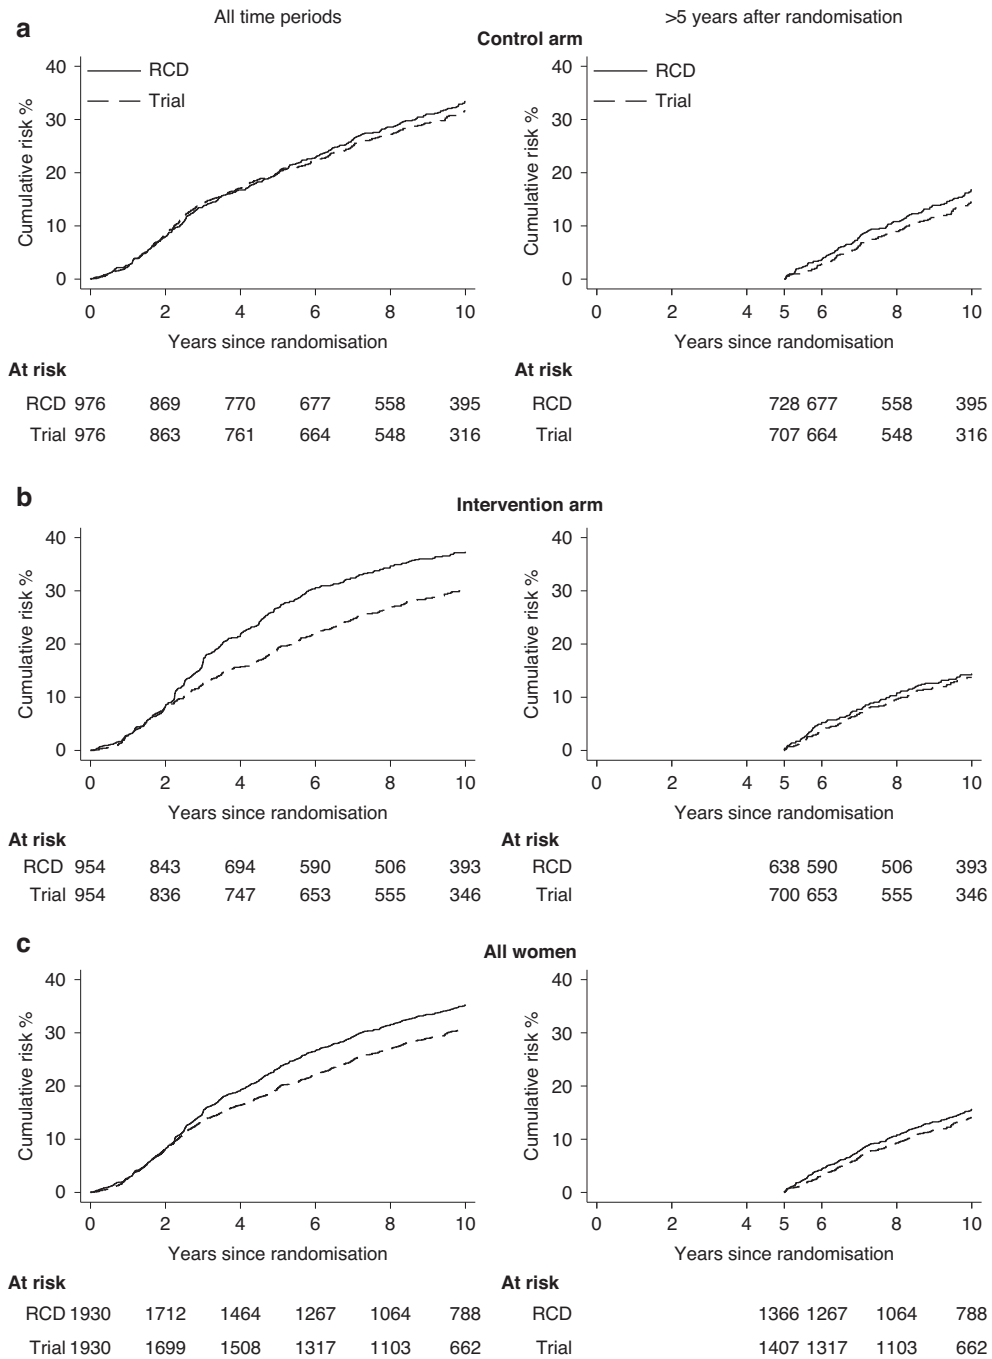 All time periods
>5 years after randomisation
a
Control arm
RCD
Trial
Cumulative risk %
40
30
20
10
0
0 2 4 6 8 10
Years since randomisation
RCD
Trial
Cumulative risk %
40
30
20
10
0
0 2 4 5 6 8 10
Years since randomisation
At risk
RCD 976 869 770 677 558 395
Trial 976 863 761 664 548 316
At risk
RCD 728 677 558 395
Trial 707 664 548 316
b
Intervention arm
Cumulative risk %
40
30
20
10
0
0 2 4 6 8 10
Years since randomisation
Cumulative risk %
40
30
20
10
0
0 2 4 5 6 8 10
Years since randomisation
At risk
RCD 954 843 694 590 506 393
Trial 954 836 747 653 555 346
At risk
RCD 638 590 506 393
Trial 700 653 555 346
c
All women
Cumulative risk %
40
30
20
10
0
0 2 4 6 8 10
Years since randomisation
Cumulative risk %
40
30
20
10
0
0 2 4 5 6 8 10
Years since randomisation
At risk
RCD 1930 1712 1464 1267 1064 788
Trial 1930 1699 1508 1317 1103 662
At risk
RCD 1366 1267 1064 788
Trial 1407 1317 1103 662